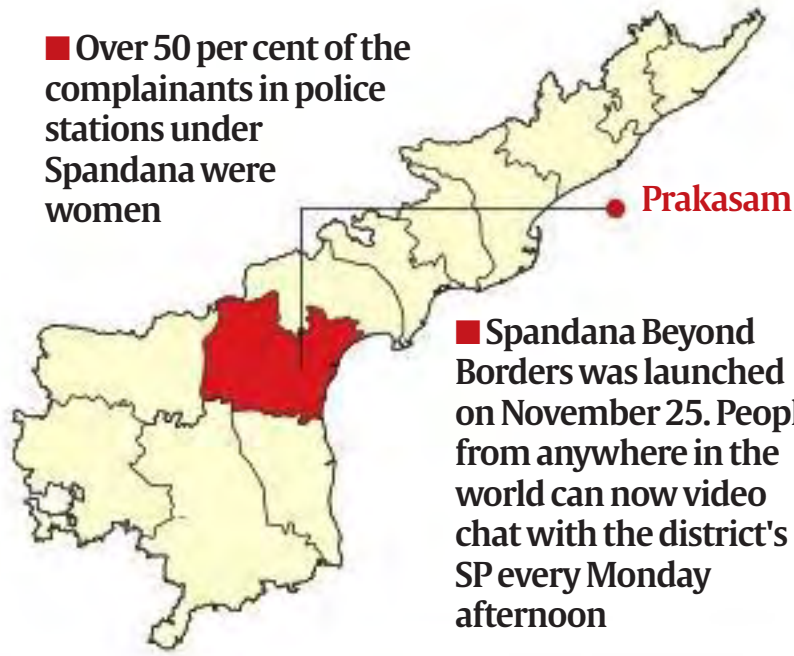 ■ Over 50 per cent of the
complainants in police
stations under
Spandana were
women
Prakasam
■ Spandana Beyond
Borders was launched
on November 25. Peopl
from anywhere in the
world can now video
chat with the district's
SP every Monday
afternoon